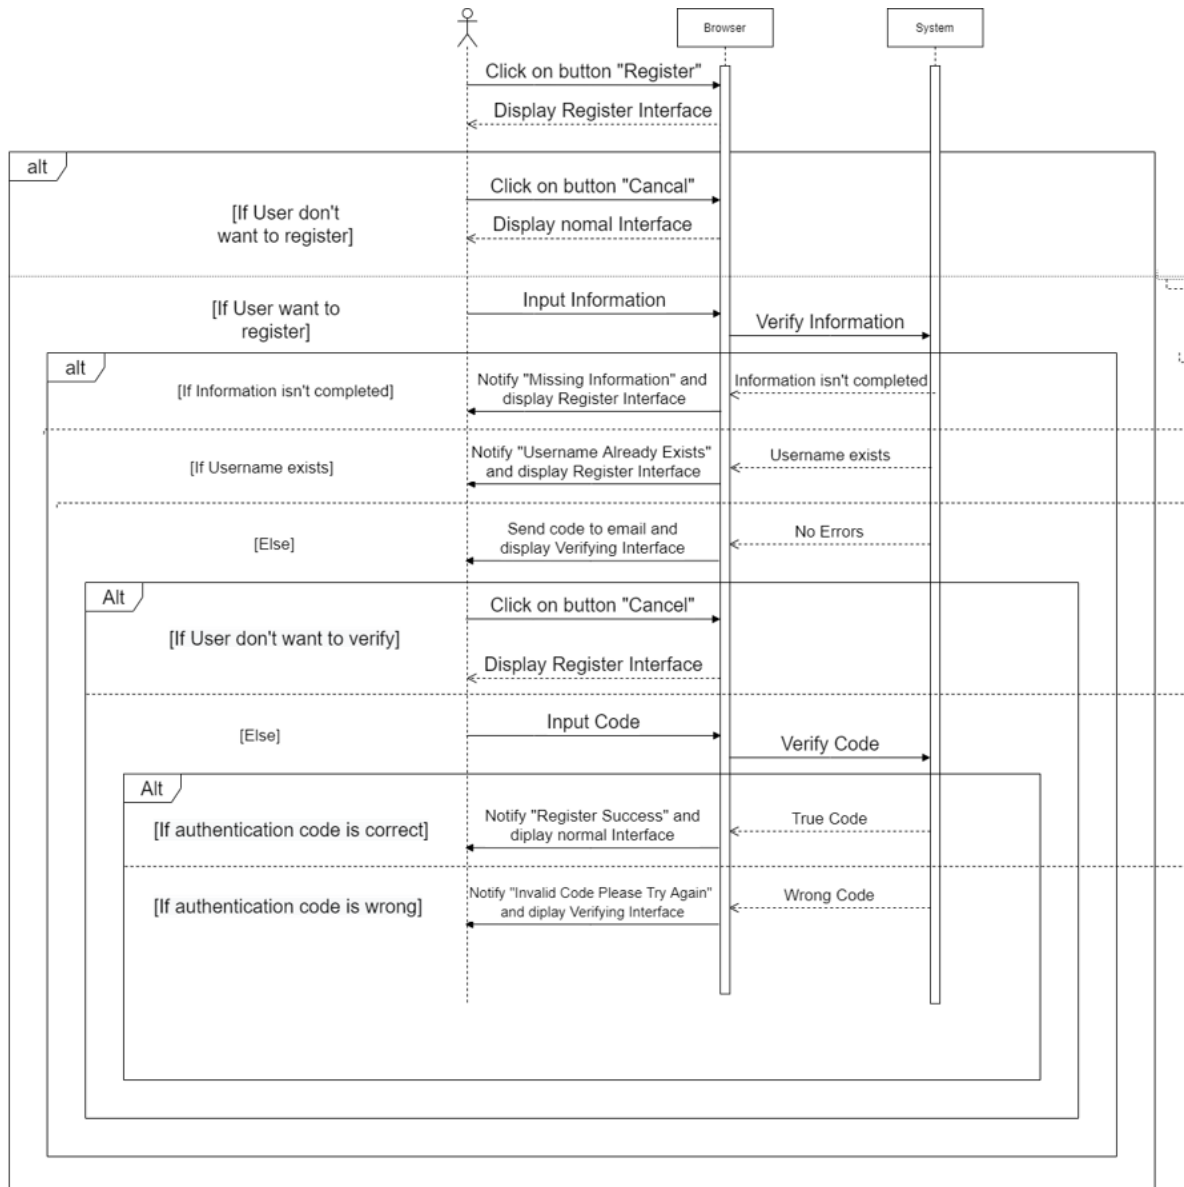 Browser
System
Click on button "Register"
Display Register Interface
alt
Click on button "Cancal"
[If User don't
want to register]
Display nomal Interface
[If User want to
register]
Input Information
Verify Information
alt
[If Information isn't completed]
Notify "Missing Information" and
display Register Interface
Information isn't completed
[If Username exists]
Notify "Username Already Exists"
and display Register Interface
Username exists
[Else]
Send code to email and
display Verifying Interface
No Errors
Alt
Click on button "Cancel"
[If User don't want to verify]
Display Register Interface
[Else]
Input Code
Verify Code
Alt
[If authentication code is correct]
Notify "Register Success" and
diplay normal Interface
True Code
[If authentication code is wrong]
Notify "Invalid Code Please Try Again"
and diplay Verifying Interface
Wrong Code